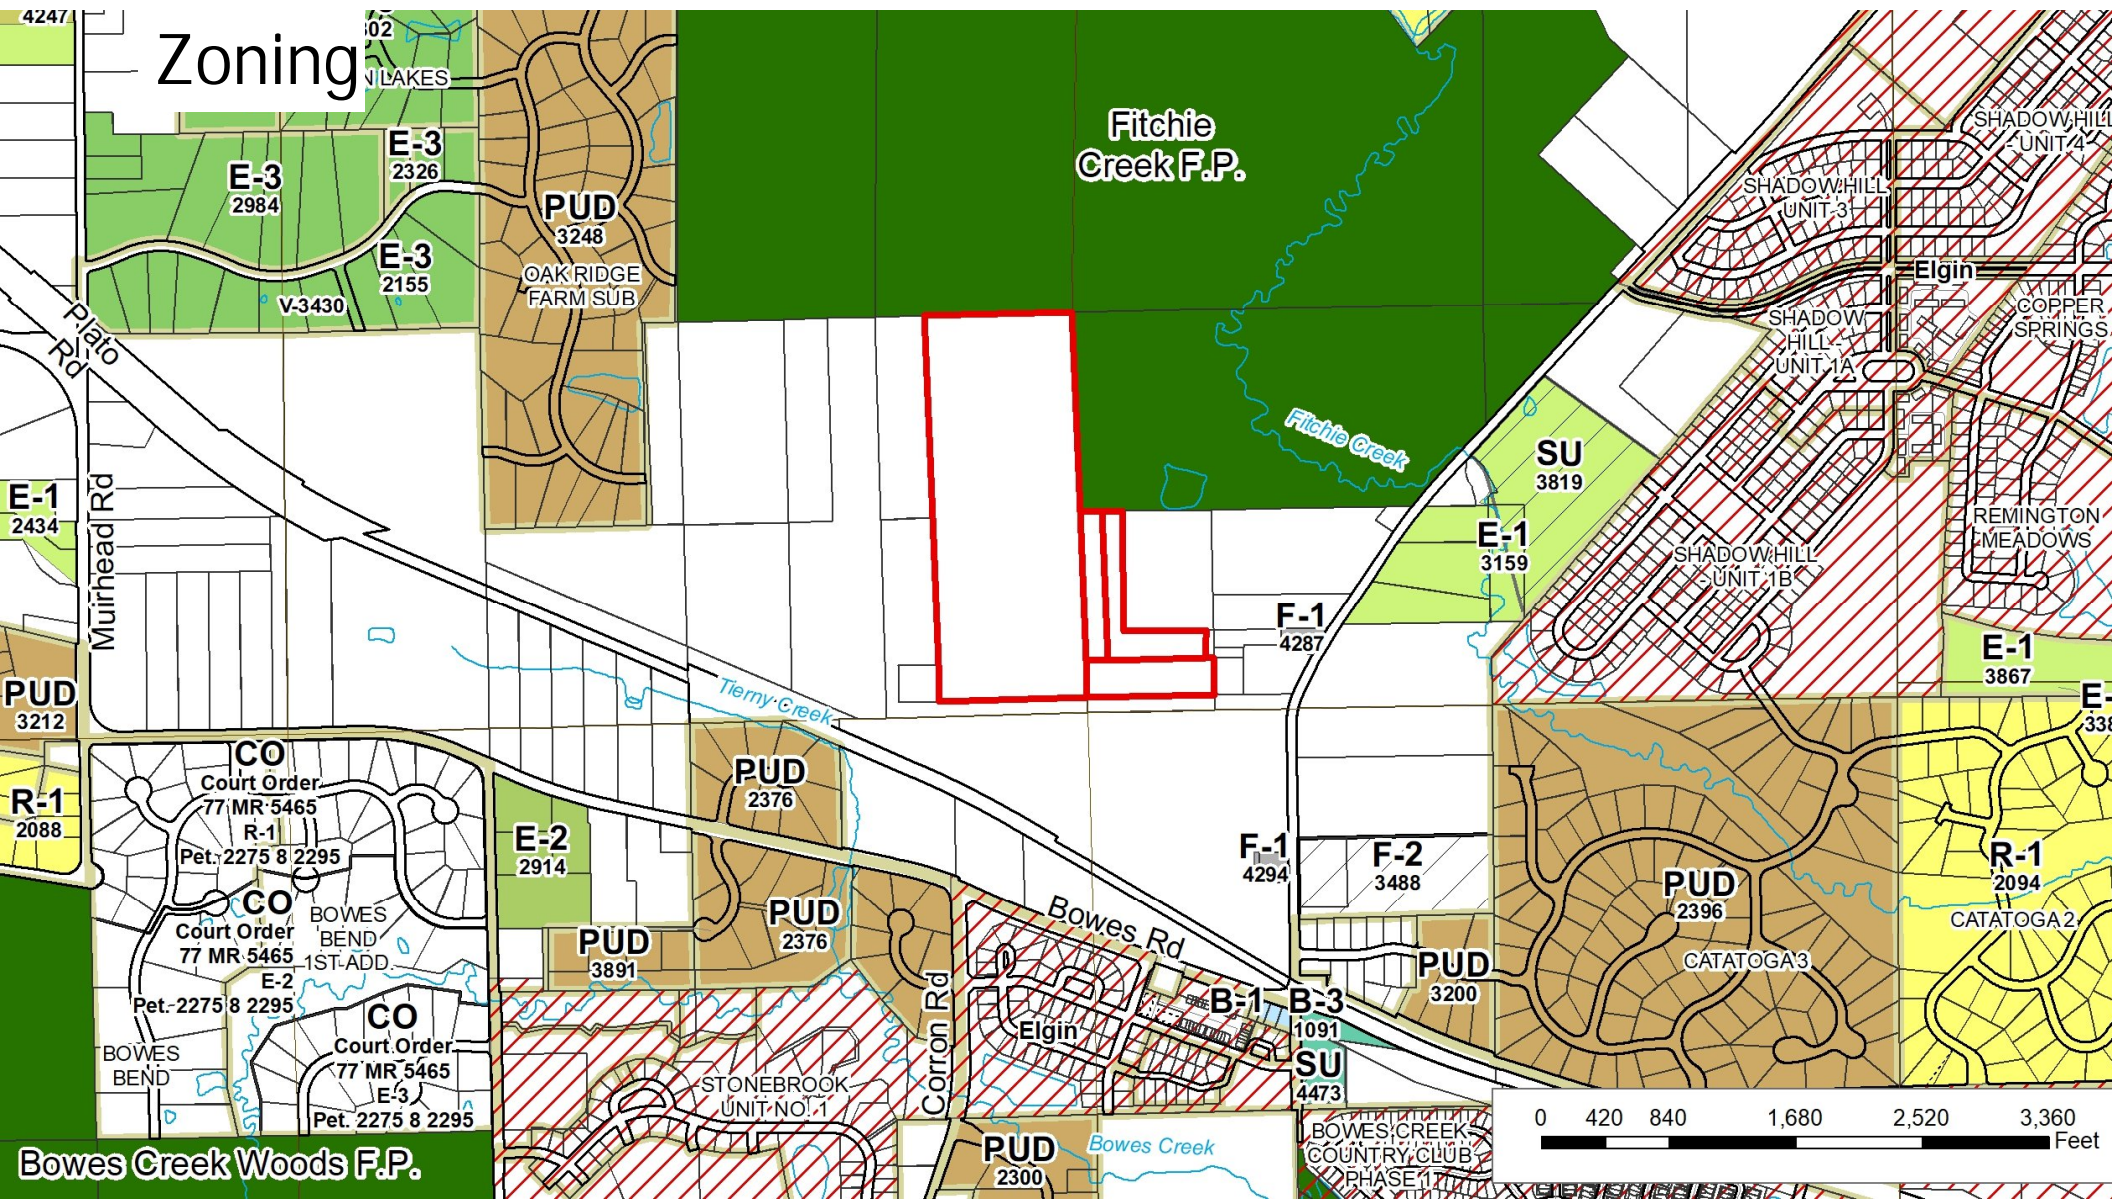 4247
Zoning
302
N LAKES
E-3
2326
E-3
2984
E-3
2155
V-3430
PUD
3248
OAK RIDGE
FARM SUB
Fitchie
Creek F.P.
SHADOW HILL
- UNIT 4
SHADOW HILL
UNIT 3
Elgin
COPPER
SPRINGS
SHADOW
HILL -
UNIT 1A
Plato
Rd
Fitchie Creek
SU
3819
E-1
2434
Muirhead Rd
E-1
3159
REMINGTON
MEADOWS
SHADOW HILL
- UNIT 1B
F-1
4287
E-1
3867
PUD
3212
Tierny Creek
E-
338
CO
Court Order
77 MR 5465
R-1
Pet. 2275 8 2295
R-1
2088
PUD
2376
E-2
2914
F-1
4294
F-2
3488
R-1
2094
PUD
2396
CATATOGA 2
CATATOGA 3
CO
Court Order
77 MR 5465
E-2
Pet. 2275 8 2295
BOWES
BEND
1ST ADD.
PUD
2376
PUD
3891
Bowes Rd
PUD
3200
Corron Rd
B-1
B-3
1091
Elgin
SU
4473
CO
Court Order
77 MR 5465
E-3
Pet. 2275 8 2295
BOWES
BEND
STONEBROOK
UNIT NO. 1
Bowes Creek Woods F.P.
PUD
2300
Bowes Creek
BOWES CREEK
COUNTRY CLUB
PHASE 1
0 420 840 1,680 2,520 3,360
Feet